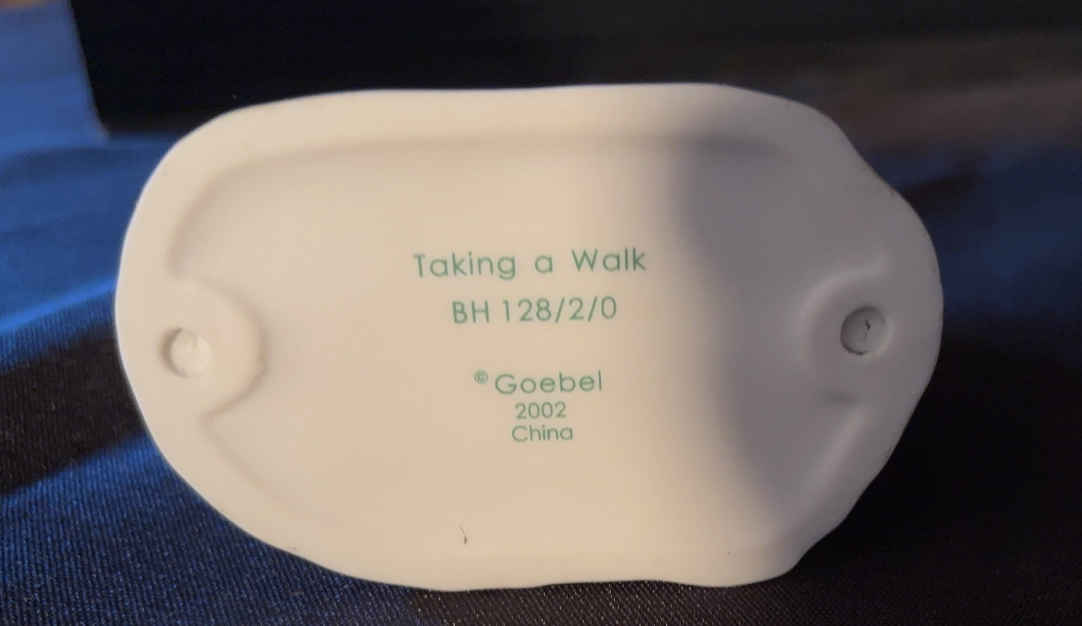 Taking a Walk
BH 128/2/0
©Goebel
2002
China